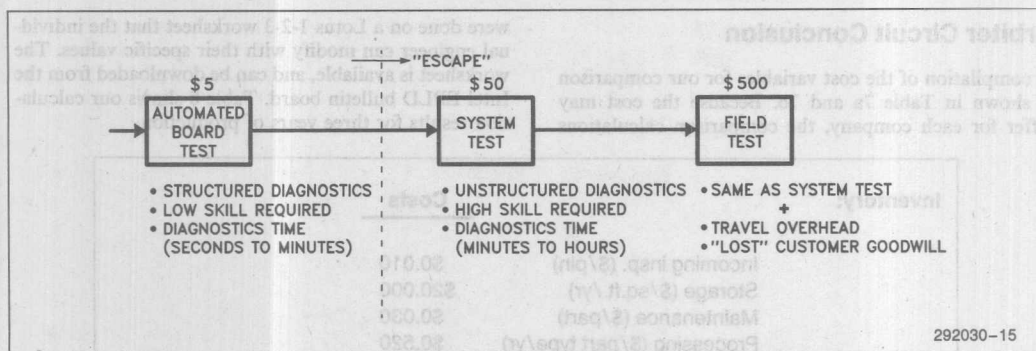 "ESCAPE"
$5
$50
$500
AUTOMATED
BOARD
TEST
SYSTEM
TEST
FIELD
TEST
• STRUCTURED DIAGNOSTICS
• LOW SKILL REQUIRED
• DIAGNOSTICS TIME
(SECONDS TO MINUTES)
• UNSTRUCTURED DIAGNOSTICS
• HIGH SKILL REQUIRED
• DIAGNOSTICS TIME
(MINUTES TO HOURS)
• SAME AS SYSTEM TEST
+
• TRAVEL OVERHEAD
• "LOST" CUSTOMER GOODWILL
292030-15